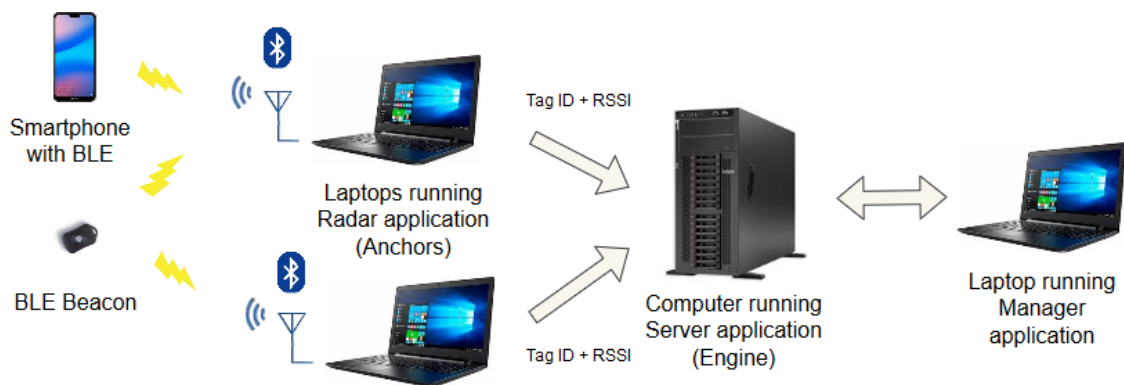 Smartphone
with BLE
BLE Beacon
Laptops running
Radar application
(Anchors)
Tag ID + RSSI
Tag ID + RSSI
Computer running
Server application
(Engine)
Laptop running
Manager
application